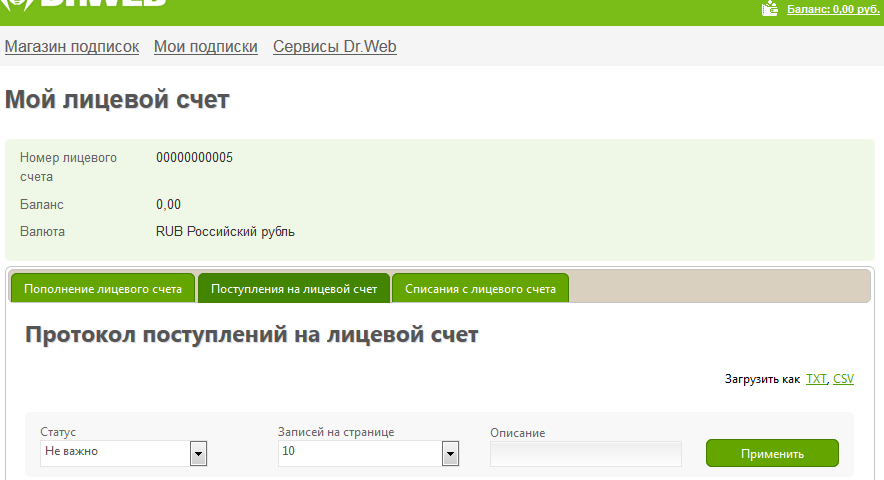 Dr.WEB
Баланс: 0,00 руб.
Магазин подписок Мои подписки Сервисы Dr.Web
Мой лицевой счет
Номер лицевого счета 00000000005
Баланс 0,00
Валюта RUB Российский рубль
Пополнение лицевого счета Поступления на лицевой счет Списания с лицевого счета
Протокол поступлений на лицевой счет
Загрузить как TXT, CSV
Статус Записей на странице Описание
Не важно 10 Применить